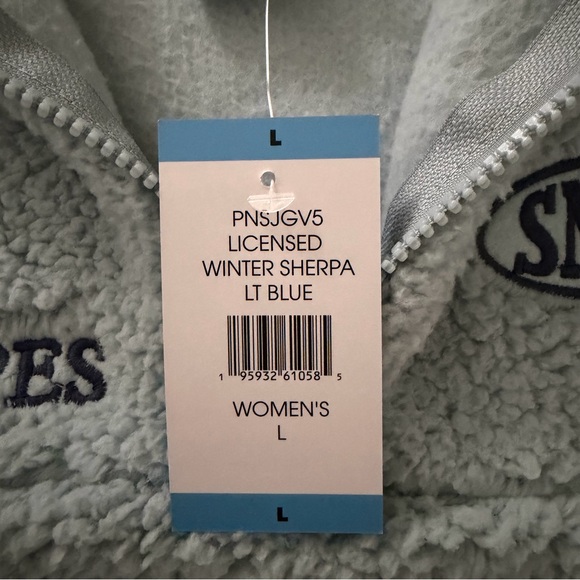 L
PNSJGV5
LICENSED
WINTER SHERPA
LT BLUE
1 95932 61058 5
WOMEN'S
L
L